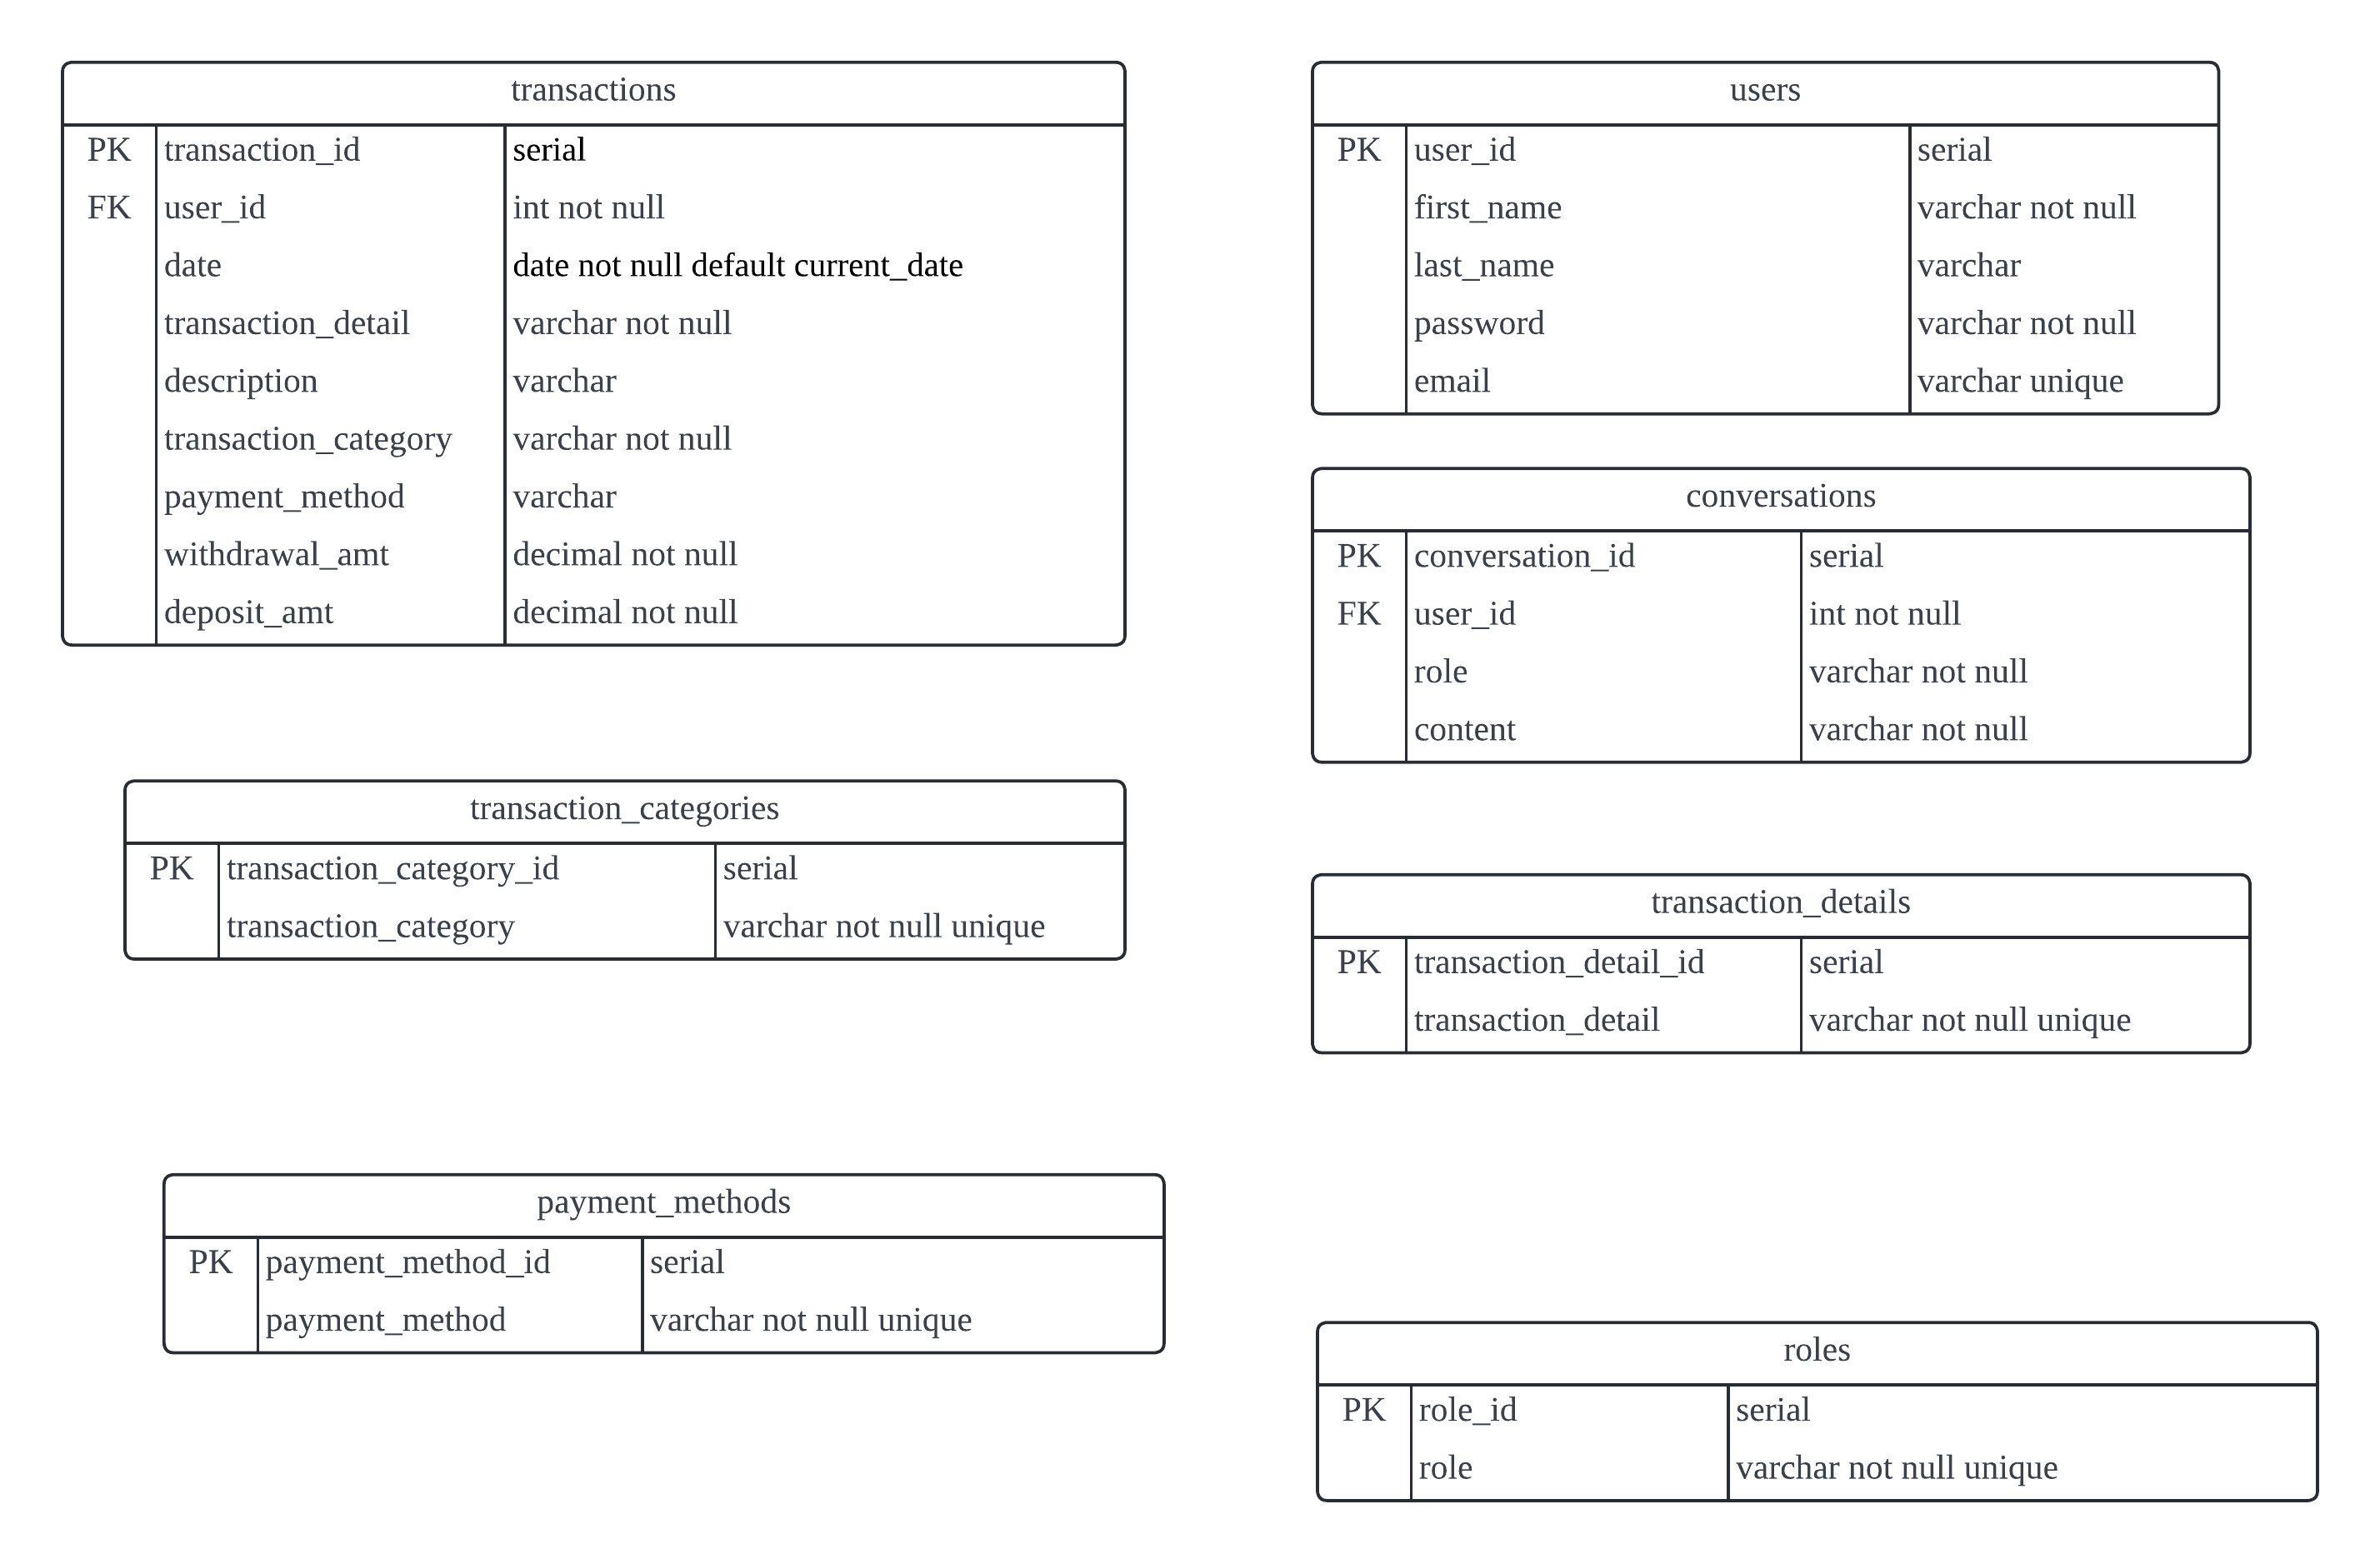 transactions
PK transaction_id serial
FK user_id int not null
date date not null default current_date
transaction_detail varchar not null
description varchar
transaction_category varchar not null
payment_method varchar
withdrawal_amt decimal not null
deposit_amt decimal not null
users
PK user_id serial
first_name varchar not null
last_name varchar
password varchar not null
email varchar unique
conversations
PK conversation_id serial
FK user_id int not null
role varchar not null
content varchar not null
transaction_categories
PK transaction_category_id serial
transaction_category varchar not null unique
transaction_details
PK transaction_detail_id serial
transaction_detail varchar not null unique
payment_methods
PK payment_method_id serial
payment_method varchar not null unique
roles
PK role_id serial
role varchar not null unique